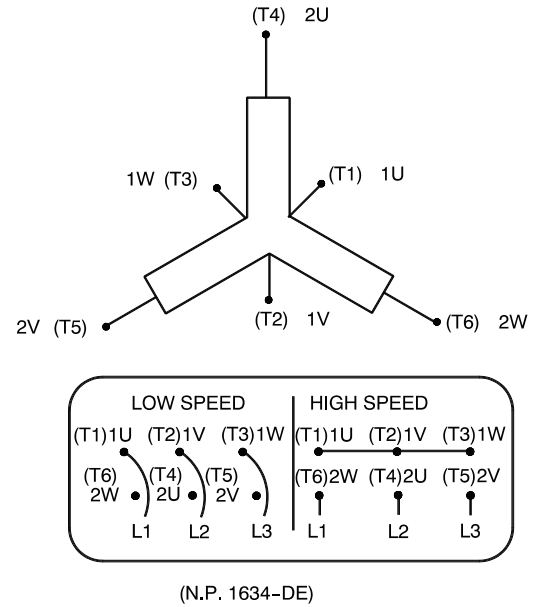 (T4) 2U
1W (T3)
(T1) 1U
2V (T5)
(T2) 1V
(T6) 2W
LOW SPEED
(T1)1U (T2)1V (T3)1W
(T6) (T4) (T5)
2W 2U 2V
L1 L2 L3
HIGH SPEED
(T1)1U (T2)1V (T3)1W
(T6)2W (T4)2U (T5)2V
L1 L2 L3
(N.P. 1634-DE)